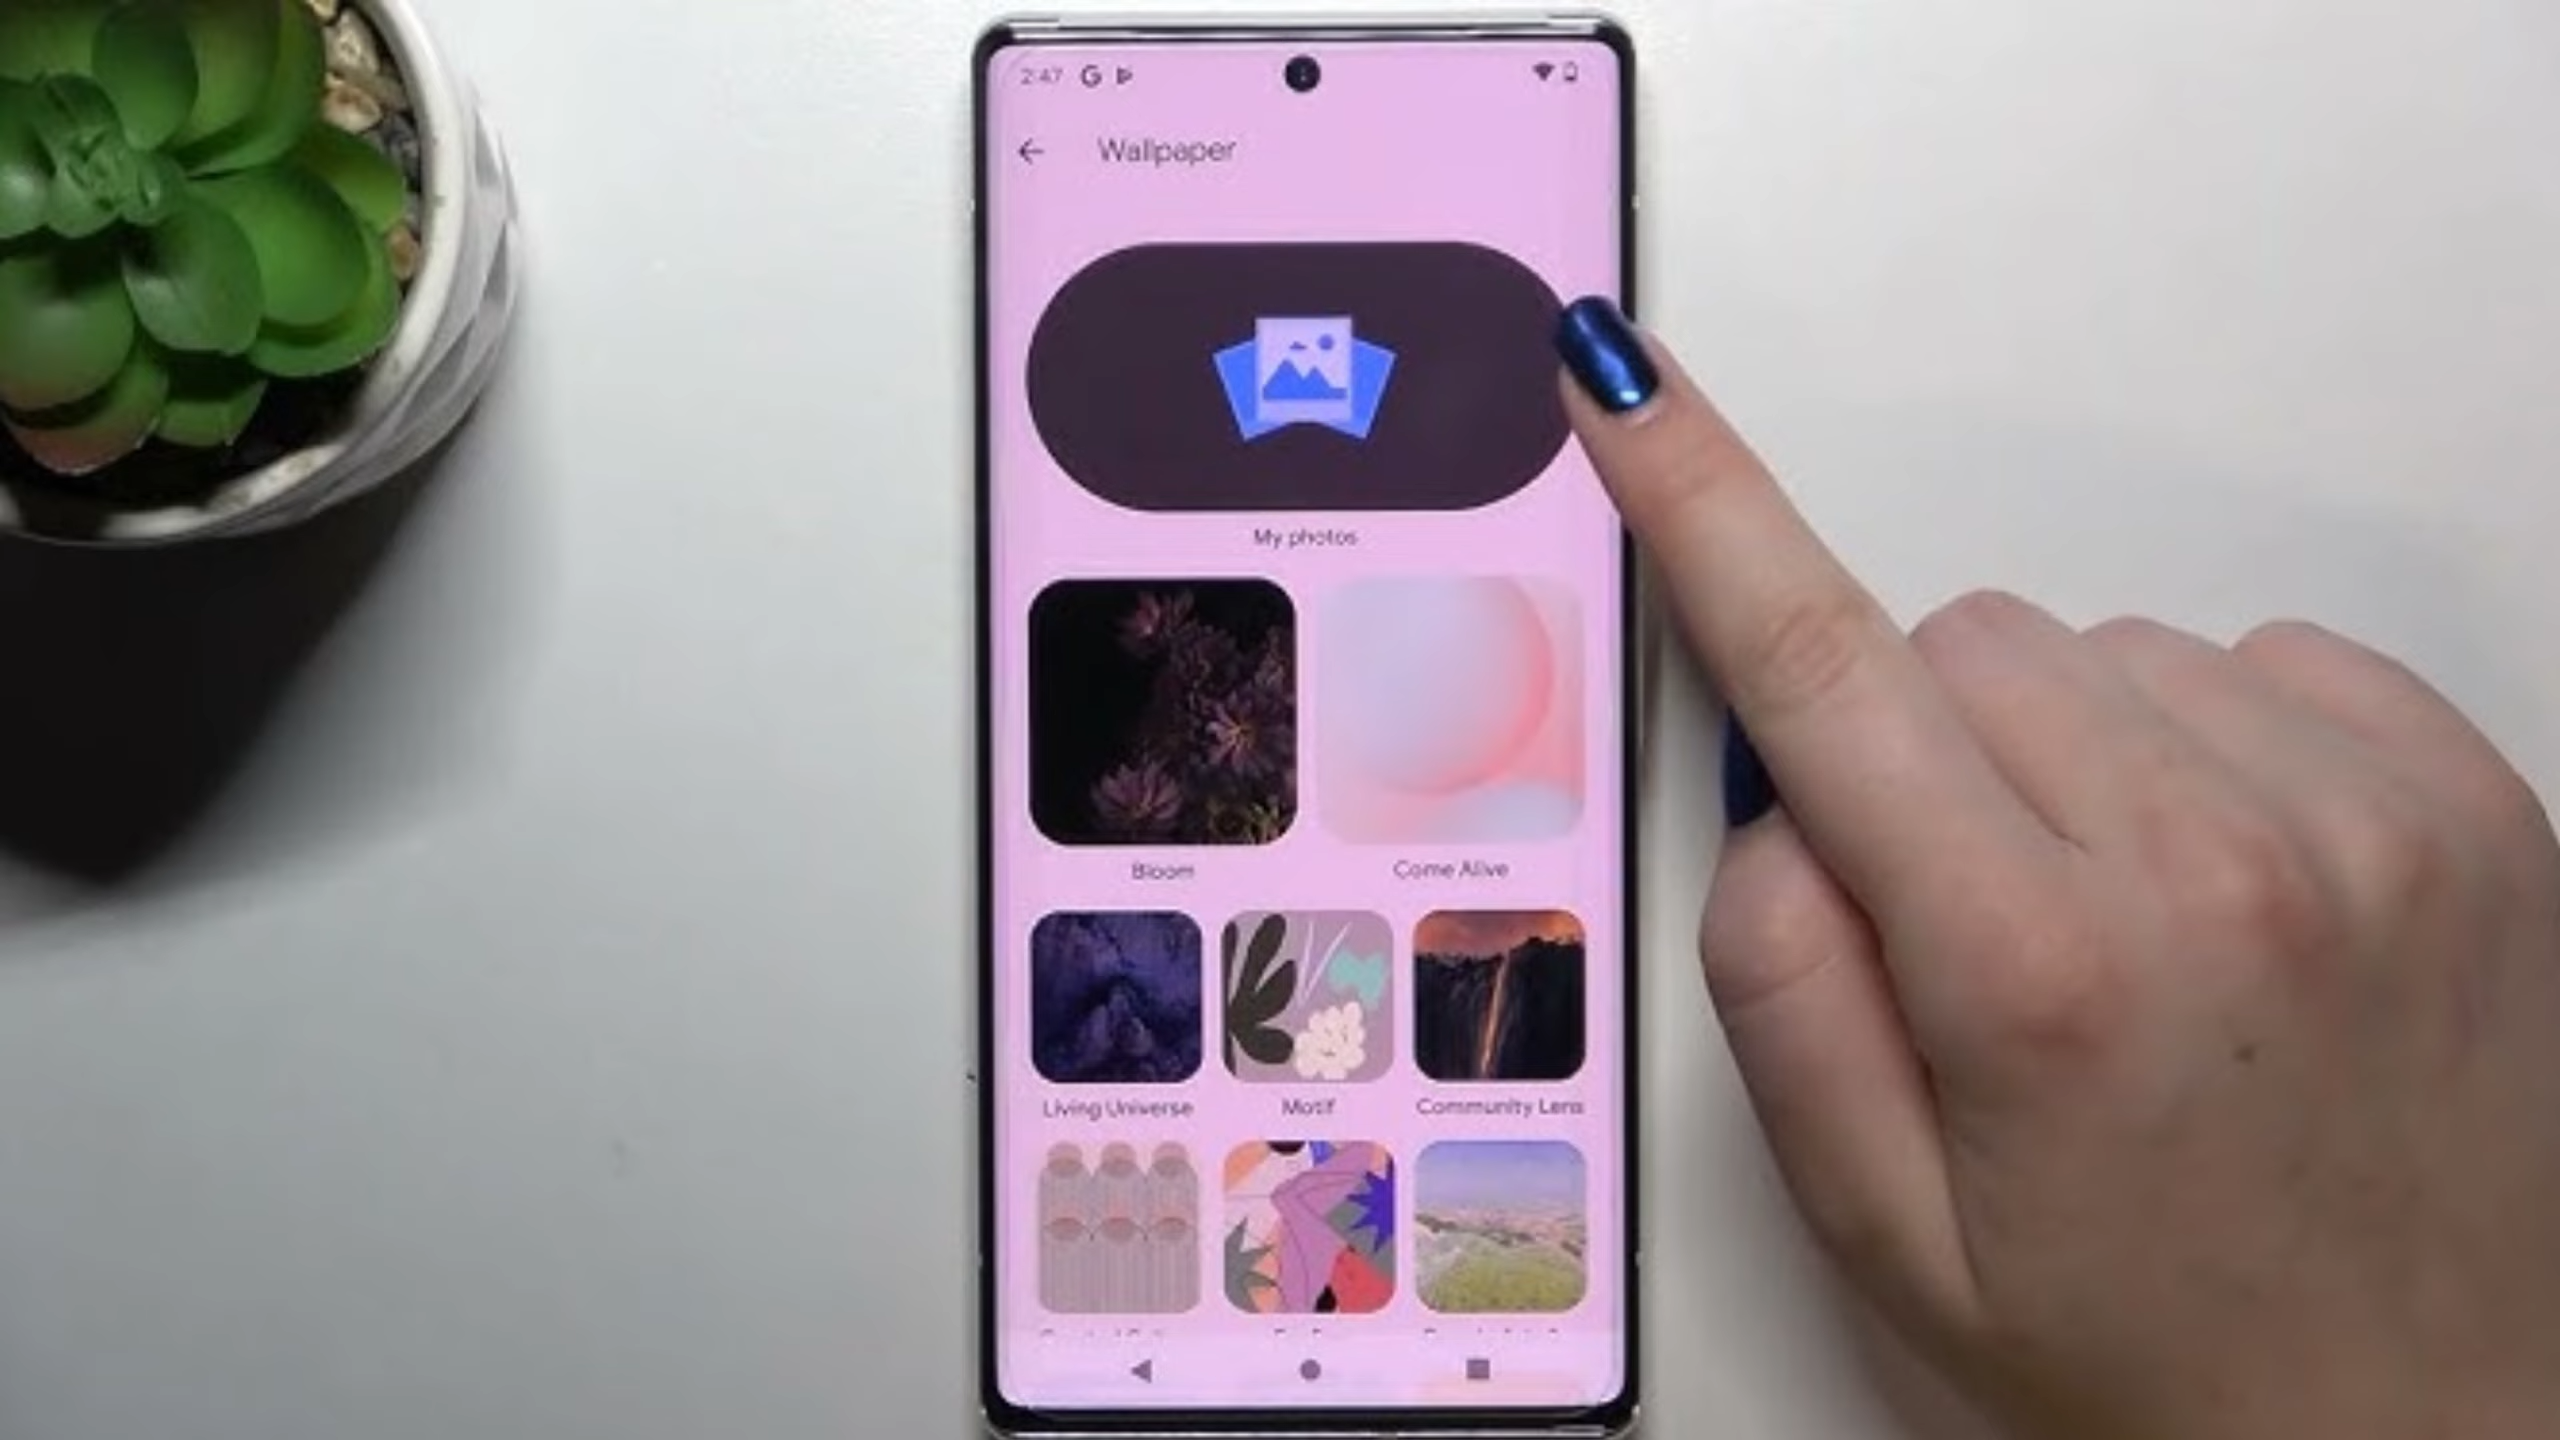 2:47 G
Wallpaper
My photos
Bloom
Come Alive
Living Universe
Motif
Community Lens